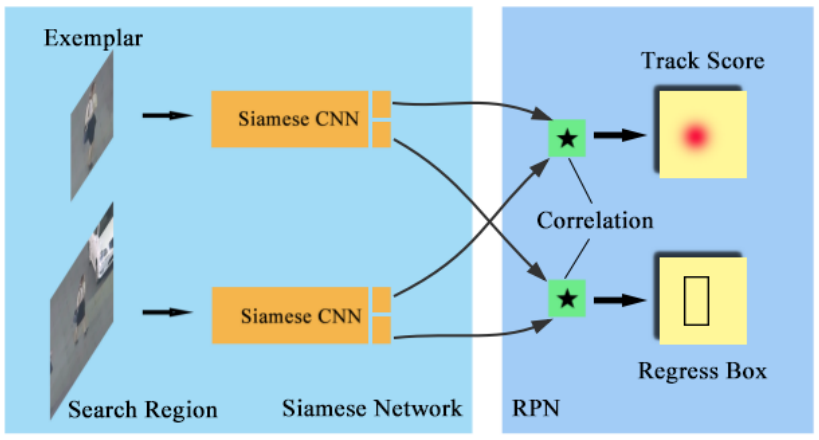 Exemplar
Track Score
Siamese CNN
Correlation
Siamese CNN
Regress Box
Search Region
Siamese Network
RPN